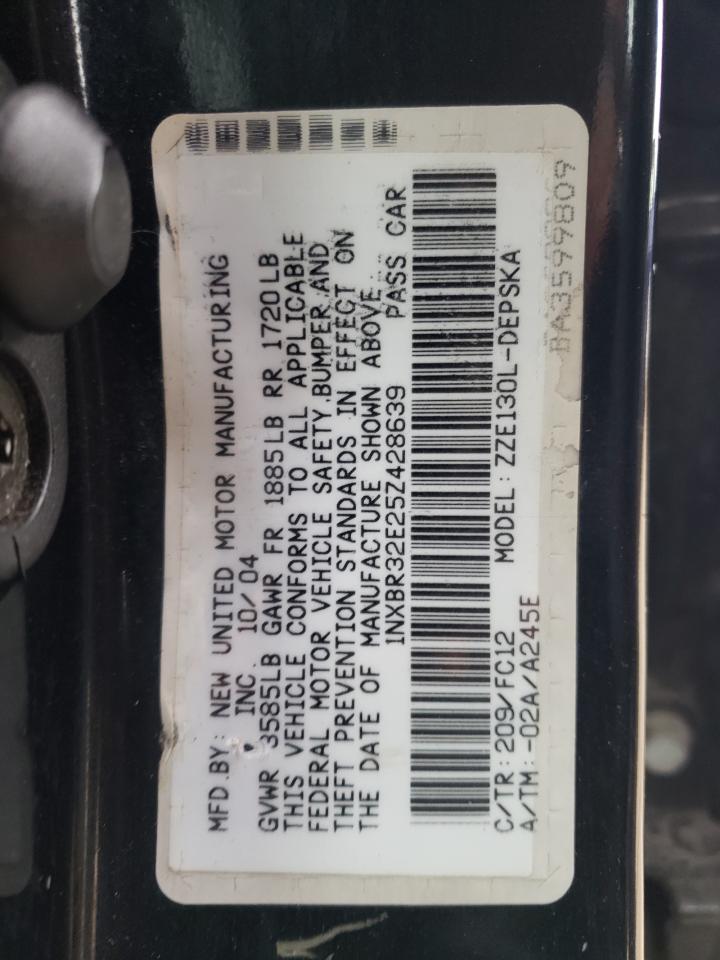 MFD.BY: NEW UNITED MOTOR MANUFACTURING
INC. 10/04
GVWR 3585LB GAWR FR 1885LB RR 1720LB
THIS VEHICLE CONFORMS TO ALL APPLICABLE
FEDERAL MOTOR VEHICLE SAFETY,BUMPER,AND
THEFT PREVENTION STANDARDS IN EFFECT ON
THE DATE OF MANUFACTURE SHOWN ABOVE.
1NXBR32E25Z428639 PASS CAR
C/TR:209/FC12 MODEL:ZZE130L-DEPSKA
A/TM:-02A/A245E
BA3599809